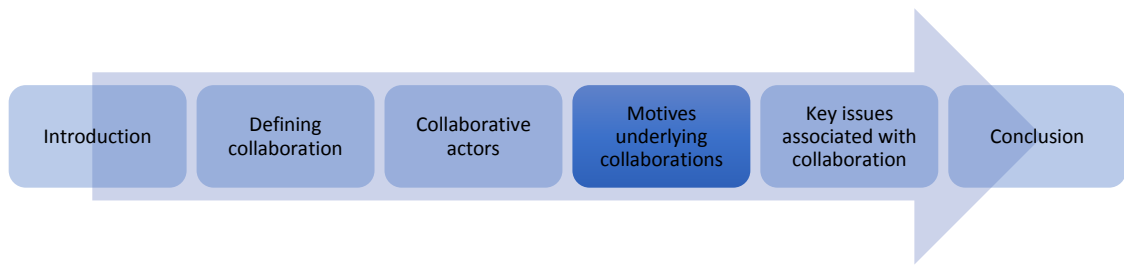 Introduction
Defining
collaboration
Collaborative
actors
Motives
underlying
collaborations
Key issues
associated with
collaboration
Conclusion